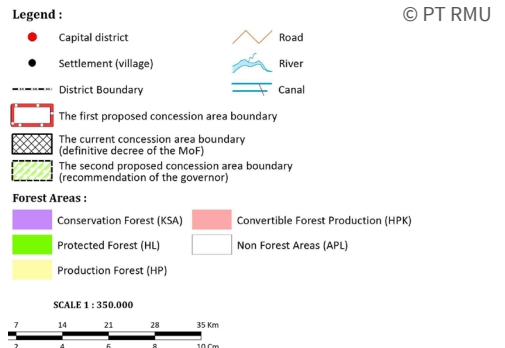 © PT RMU
Legend :
Capital district
Road
Settlement (village)
River
District Boundary
Canal
The first proposed concession area boundary
The current concession area boundary
(definitive decree of the MoF)
The second proposed concession area boundary
(recommendation of the governor)
Forest Areas :
Conservation Forest (KSA)
Convertible Forest Production (HPK)
Protected Forest (HL)
Non Forest Areas (APL)
Production Forest (HP)
SCALE 1 : 350.000
7 14 21 28 35 Km
2 4 6 8 10 Cm